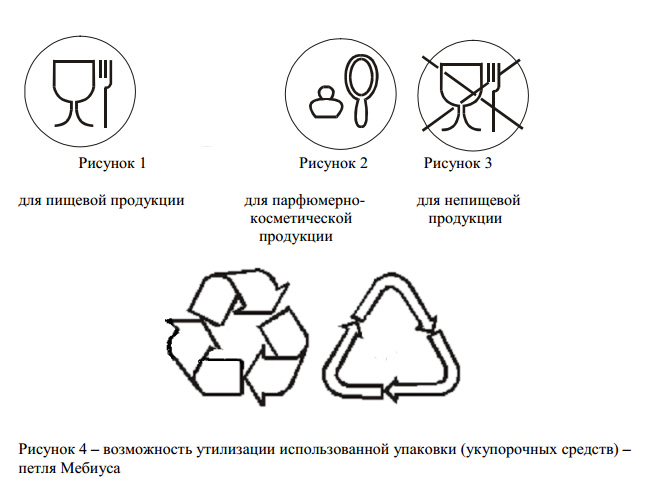 Рисунок 1
Рисунок 2
Рисунок 3
для пищевой продукции
для парфюмерно-
косметической
продукции
для непищевой
продукции
Рисунок 4 – возможность утилизации использованной упаковки (укупорочных средств) –
петля Мебиуса